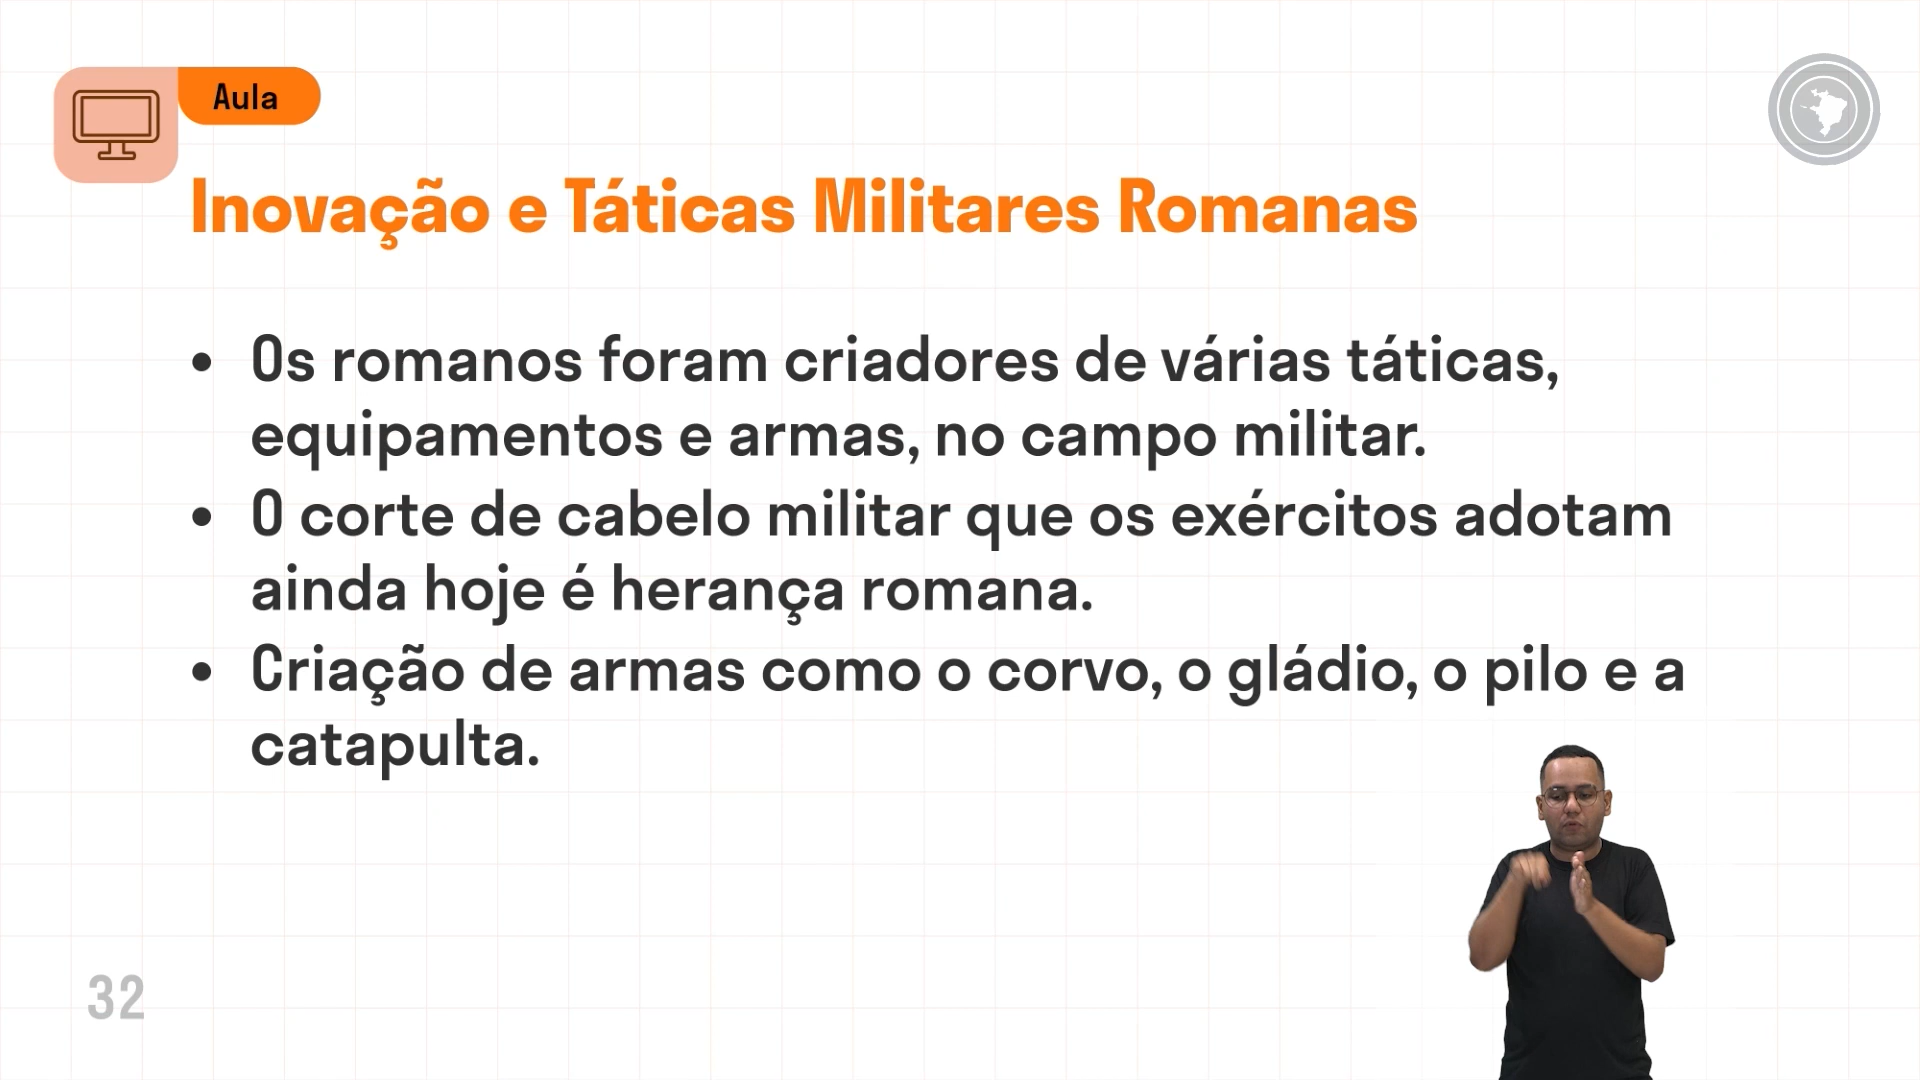 Aula
Inovação e Táticas Militares Romanas
• Os romanos foram criadores de várias táticas,
equipamentos e armas, no campo militar.
• O corte de cabelo militar que os exércitos adotam
ainda hoje é herança romana.
• Criação de armas como o corvo, o gládio, o pilo e a
catapulta.
32